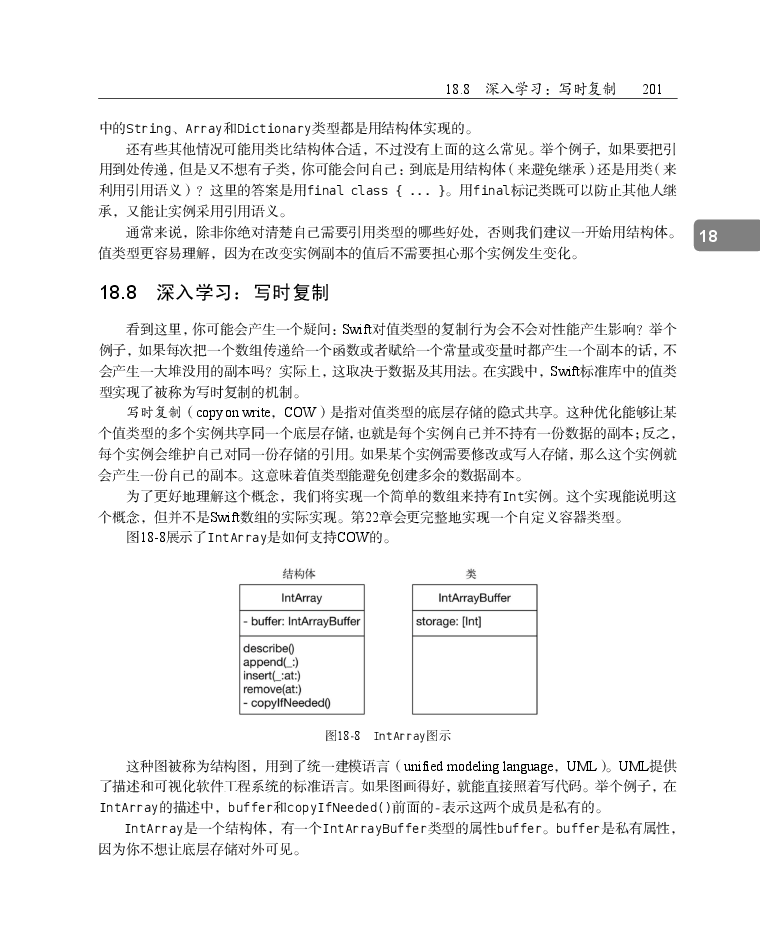 18.8 深入学习：写时复制 201
中的String、Array和Dictionary类型都是用结构体实现的。
还有些其他情况可能用类比结构体合适，不过没有上面的这么常见。举个例子，如果要把引
用到处传递，但是又不想有子类，你可能会问自己：到底是用结构体（来避免继承）还是用类（来
利用引用语义）？这里的答案是用final class { ... }。用final标记类既可以防止其他人继
承，又能让实例采用引用语义。
通常来说，除非你绝对清楚自己需要引用类型的哪些好处，否则我们建议一开始用结构体。
值类型更容易理解，因为在改变实例副本的值后不需要担心那个实例发生变化。
18
18.8 深入学习：写时复制
看到这里，你可能会产生一个疑问：Swift对值类型的复制行为会不会对性能产生影响？举个
例子，如果每次把一个数组传递给一个函数或者赋给一个常量或变量时都产生一个副本的话，不
会产生一大堆没用的副本吗？实际上，这取决于数据及其用法。在实践中，Swift标准库中的值类
型实现了被称为写时复制的机制。
写时复制（copy on write，COW）是指对值类型的底层存储的隐式共享。这种优化能够让某
个值类型的多个实例共享同一个底层存储，也就是每个实例自己并不持有一份数据的副本；反之，
每个实例会维护自己对同一份存储的引用。如果某个实例需要修改或写入存储，那么这个实例就
会产生一份自己的副本。这意味着值类型能避免创建多余的数据副本。
为了更好地理解这个概念，我们将实现一个简单的数组来持有Int实例。这个实现能说明这
个概念，但并不是Swift数组的实际实现。第22章会更完整地实现一个自定义容器类型。
图18-8展示了IntArray是如何支持COW的。
结构体
IntArray
- buffer: IntArrayBuffer
describe()
append(_:)
insert(_:at:)
remove(at:)
- copyIfNeeded()
类
IntArrayBuffer
storage: [Int]
图18-8 IntArray图示
这种图被称为结构图，用到了统一建模语言（unified modeling language，UML）。UML提供
了描述和可视化软件工程系统的标准语言。如果图画得好，就能直接照着写代码。举个例子，在
IntArray的描述中，buffer和copyIfNeeded()前面的-表示这两个成员是私有的。
IntArray是一个结构体，有一个IntArrayBuffer类型的属性buffer。buffer是私有属性，
因为你不想让底层存储对外可见。